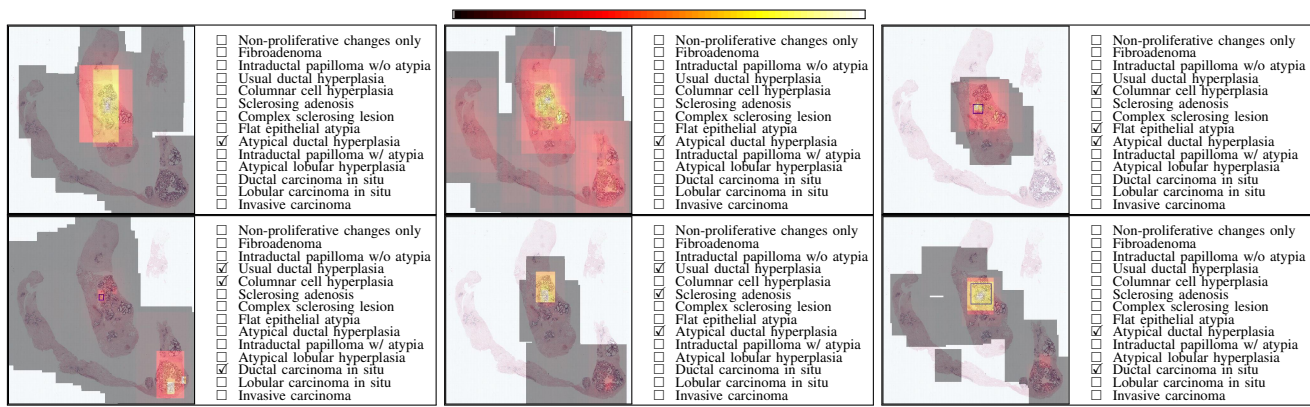 ☐ Non-proliferative changes only
☐ Fibroadenoma
☐ Intraductal papilloma w/o atypia
☐ Usual ductal hyperplasia
☐ Columnar cell hyperplasia
☐ Sclerosing adenosis
☐ Complex sclerosing lesion
☐ Flat epithelial atypia
☑ Atypical ductal hyperplasia
☐ Intraductal papilloma w/ atypia
☐ Atypical lobular hyperplasia
☐ Ductal carcinoma in situ
☐ Lobular carcinoma in situ
☐ Invasive carcinoma
☐ Non-proliferative changes only
☐ Fibroadenoma
☐ Intraductal papilloma w/o atypia
☐ Usual ductal hyperplasia
☐ Columnar cell hyperplasia
☐ Sclerosing adenosis
☐ Complex sclerosing lesion
☐ Flat epithelial atypia
☑ Atypical ductal hyperplasia
☐ Intraductal papilloma w/ atypia
☐ Atypical lobular hyperplasia
☐ Ductal carcinoma in situ
☐ Lobular carcinoma in situ
☐ Invasive carcinoma
☐ Non-proliferative changes only
☐ Fibroadenoma
☐ Intraductal papilloma w/o atypia
☐ Usual ductal hyperplasia
☑ Columnar cell hyperplasia
☐ Sclerosing adenosis
☐ Complex sclerosing lesion
☑ Flat epithelial atypia
☑ Atypical ductal hyperplasia
☐ Intraductal papilloma w/ atypia
☐ Atypical lobular hyperplasia
☐ Ductal carcinoma in situ
☐ Lobular carcinoma in situ
☐ Invasive carcinoma
☐ Non-proliferative changes only
☐ Fibroadenoma
☐ Intraductal papilloma w/o atypia
☑ Usual ductal hyperplasia
☑ Columnar cell hyperplasia
☐ Sclerosing adenosis
☐ Complex sclerosing lesion
☐ Flat epithelial atypia
☐ Atypical ductal hyperplasia
☐ Intraductal papilloma w/ atypia
☐ Atypical lobular hyperplasia
☑ Ductal carcinoma in situ
☐ Lobular carcinoma in situ
☐ Invasive carcinoma
☐ Non-proliferative changes only
☐ Fibroadenoma
☐ Intraductal papilloma w/o atypia
☑ Usual ductal hyperplasia
☐ Columnar cell hyperplasia
☑ Sclerosing adenosis
☐ Complex sclerosing lesion
☐ Flat epithelial atypia
☑ Atypical ductal hyperplasia
☐ Intraductal papilloma w/ atypia
☐ Atypical lobular hyperplasia
☐ Ductal carcinoma in situ
☐ Lobular carcinoma in situ
☐ Invasive carcinoma
☐ Non-proliferative changes only
☐ Fibroadenoma
☐ Intraductal papilloma w/o atypia
☐ Usual ductal hyperplasia
☐ Columnar cell hyperplasia
☐ Sclerosing adenosis
☐ Complex sclerosing lesion
☐ Flat epithelial atypia
☑ Atypical ductal hyperplasia
☐ Intraductal papilloma w/ atypia
☐ Atypical lobular hyperplasia
☑ Ductal carcinoma in situ
☐ Lobular carcinoma in situ
☐ Invasive carcinoma